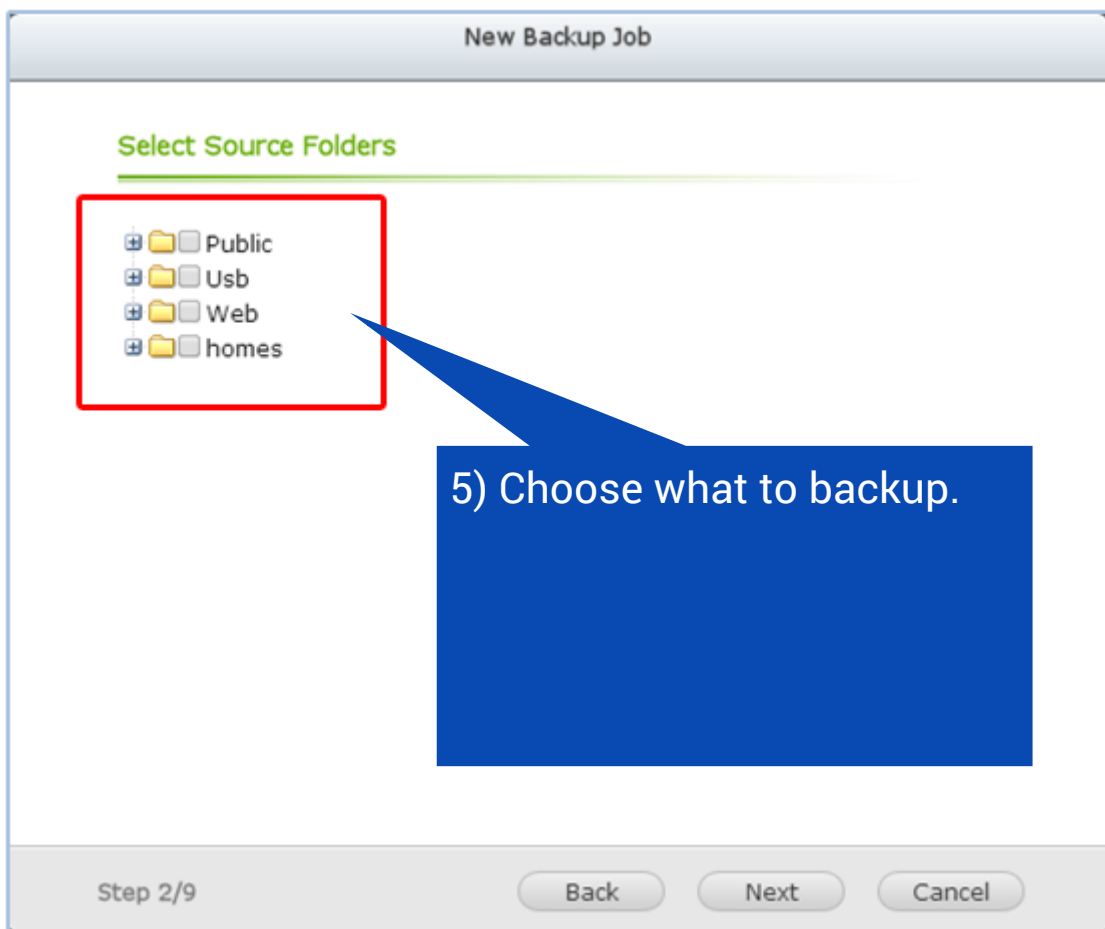 New Backup Job
Select Source Folders
Public
Usb
Web
homes
5) Choose what to backup.
Step 2/9
Back
Next
Cancel